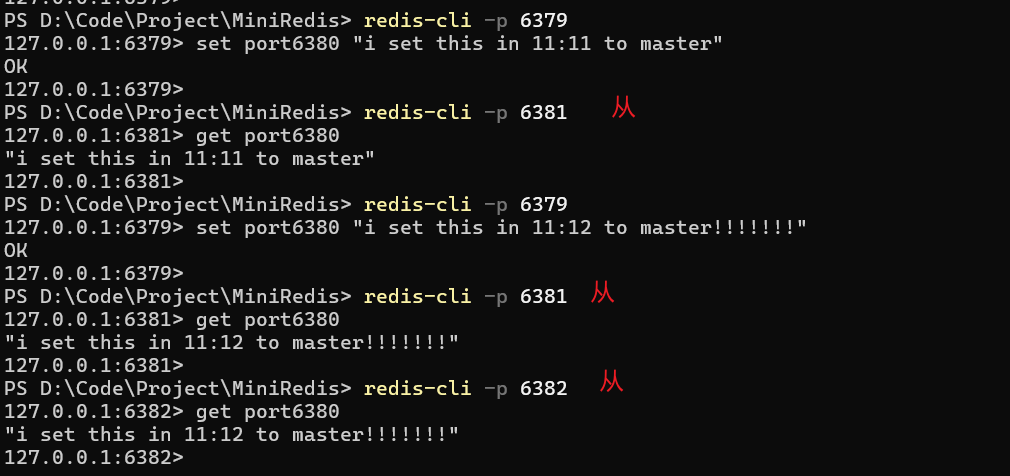 PS D:\Code\Project\MiniRedis> redis-cli -p 6379
127.0.0.1:6379> set port6380 "i set this in 11:11 to master"
OK
127.0.0.1:6379>
PS D:\Code\Project\MiniRedis> redis-cli -p 6381 从
127.0.0.1:6381> get port6380
"i set this in 11:11 to master"
127.0.0.1:6381>
PS D:\Code\Project\MiniRedis> redis-cli -p 6379
127.0.0.1:6379> set port6380 "i set this in 11:12 to master!!!!!!!"
OK
127.0.0.1:6379>
PS D:\Code\Project\MiniRedis> redis-cli -p 6381 从
127.0.0.1:6381> get port6380
"i set this in 11:12 to master!!!!!!!"
127.0.0.1:6381>
PS D:\Code\Project\MiniRedis> redis-cli -p 6382 从
127.0.0.1:6382> get port6380
"i set this in 11:12 to master!!!!!!!"
127.0.0.1:6382>